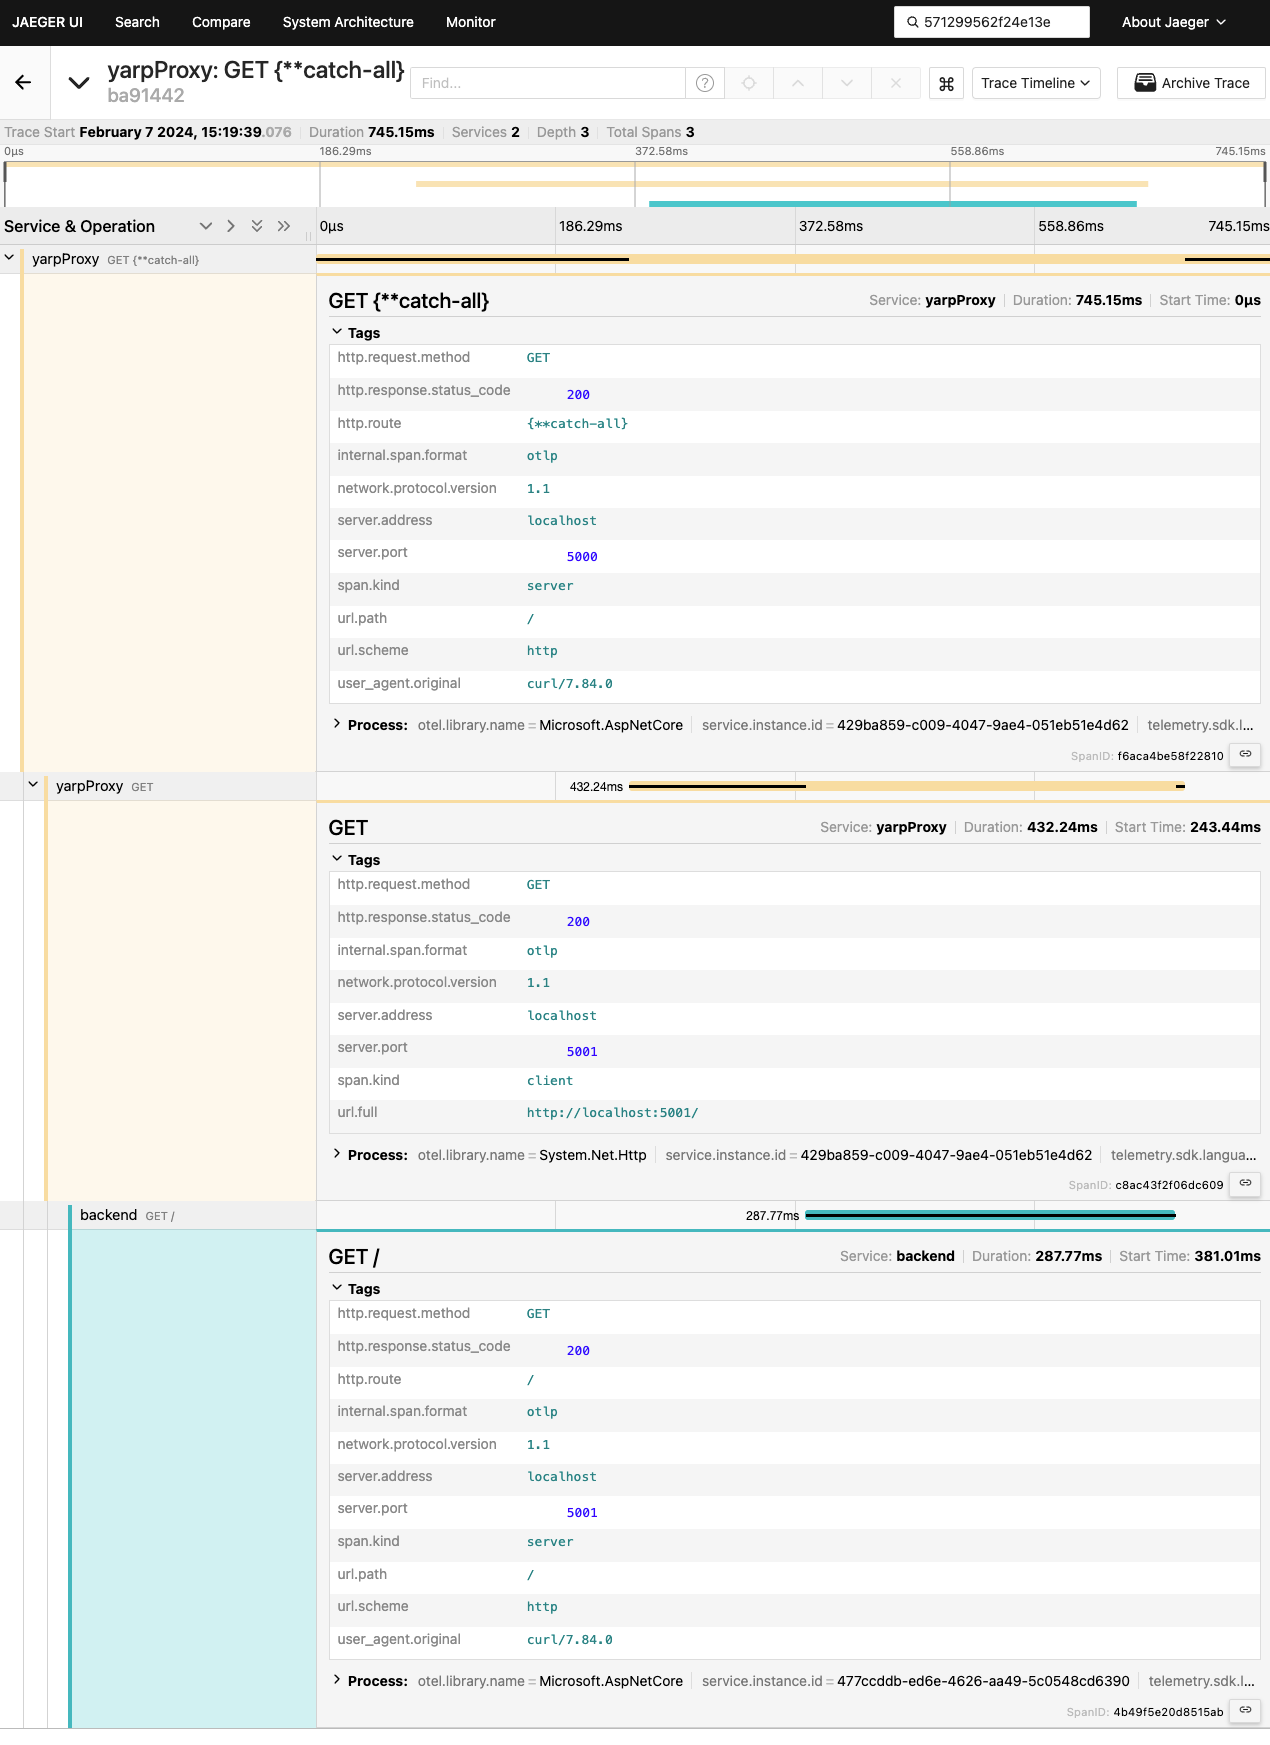 JAEGER UI Search Compare System Architecture Monitor 571299562f24e13e About Jaeger
yarpProxy: GET {**catch-all}
ba91442
Find...
?
⌘
Trace Timeline
Archive Trace
Trace Start February 7 2024, 15:19:39.076 Duration 745.15ms Services 2 Depth 3 Total Spans 3
0μs 186.29ms 372.58ms 558.86ms 745.15ms
Service & Operation 0μs 186.29ms 372.58ms 558.86ms 745.15ms
yarpProxy GET {**catch-all}
GET {**catch-all} Service: yarpProxy Duration: 745.15ms Start Time: 0μs
Tags
http.request.method GET
http.response.status_code 200
http.route {**catch-all}
internal.span.format otlp
network.protocol.version 1.1
server.address localhost
server.port 5000
span.kind server
url.path /
url.scheme http
user_agent.original curl/7.84.0
Process: otel.library.name = Microsoft.AspNetCore service.instance.id = 429ba859-c009-4047-9ae4-051eb51e4d62 telemetry.sdk.l...
SpanID: f6aca4be58f22810
yarpProxy GET 432.24ms
GET Service: yarpProxy Duration: 432.24ms Start Time: 243.44ms
Tags
http.request.method GET
http.response.status_code 200
internal.span.format otlp
network.protocol.version 1.1
server.address localhost
server.port 5001
span.kind client
url.full http://localhost:5001/
Process: otel.library.name = System.Net.Http service.instance.id = 429ba859-c009-4047-9ae4-051eb51e4d62 telemetry.sdk.langua...
SpanID: c8ac43f2f06dc609
backend GET / 287.77ms
GET / Service: backend Duration: 287.77ms Start Time: 381.01ms
Tags
http.request.method GET
http.response.status_code 200
http.route /
internal.span.format otlp
network.protocol.version 1.1
server.address localhost
server.port 5001
span.kind server
url.path /
url.scheme http
user_agent.original curl/7.84.0
Process: otel.library.name = Microsoft.AspNetCore service.instance.id = 477ccddb-ed6e-4626-aa49-5c0548cd6390 telemetry.sdk.l...
SpanID: 4b49f5e20d8515ab